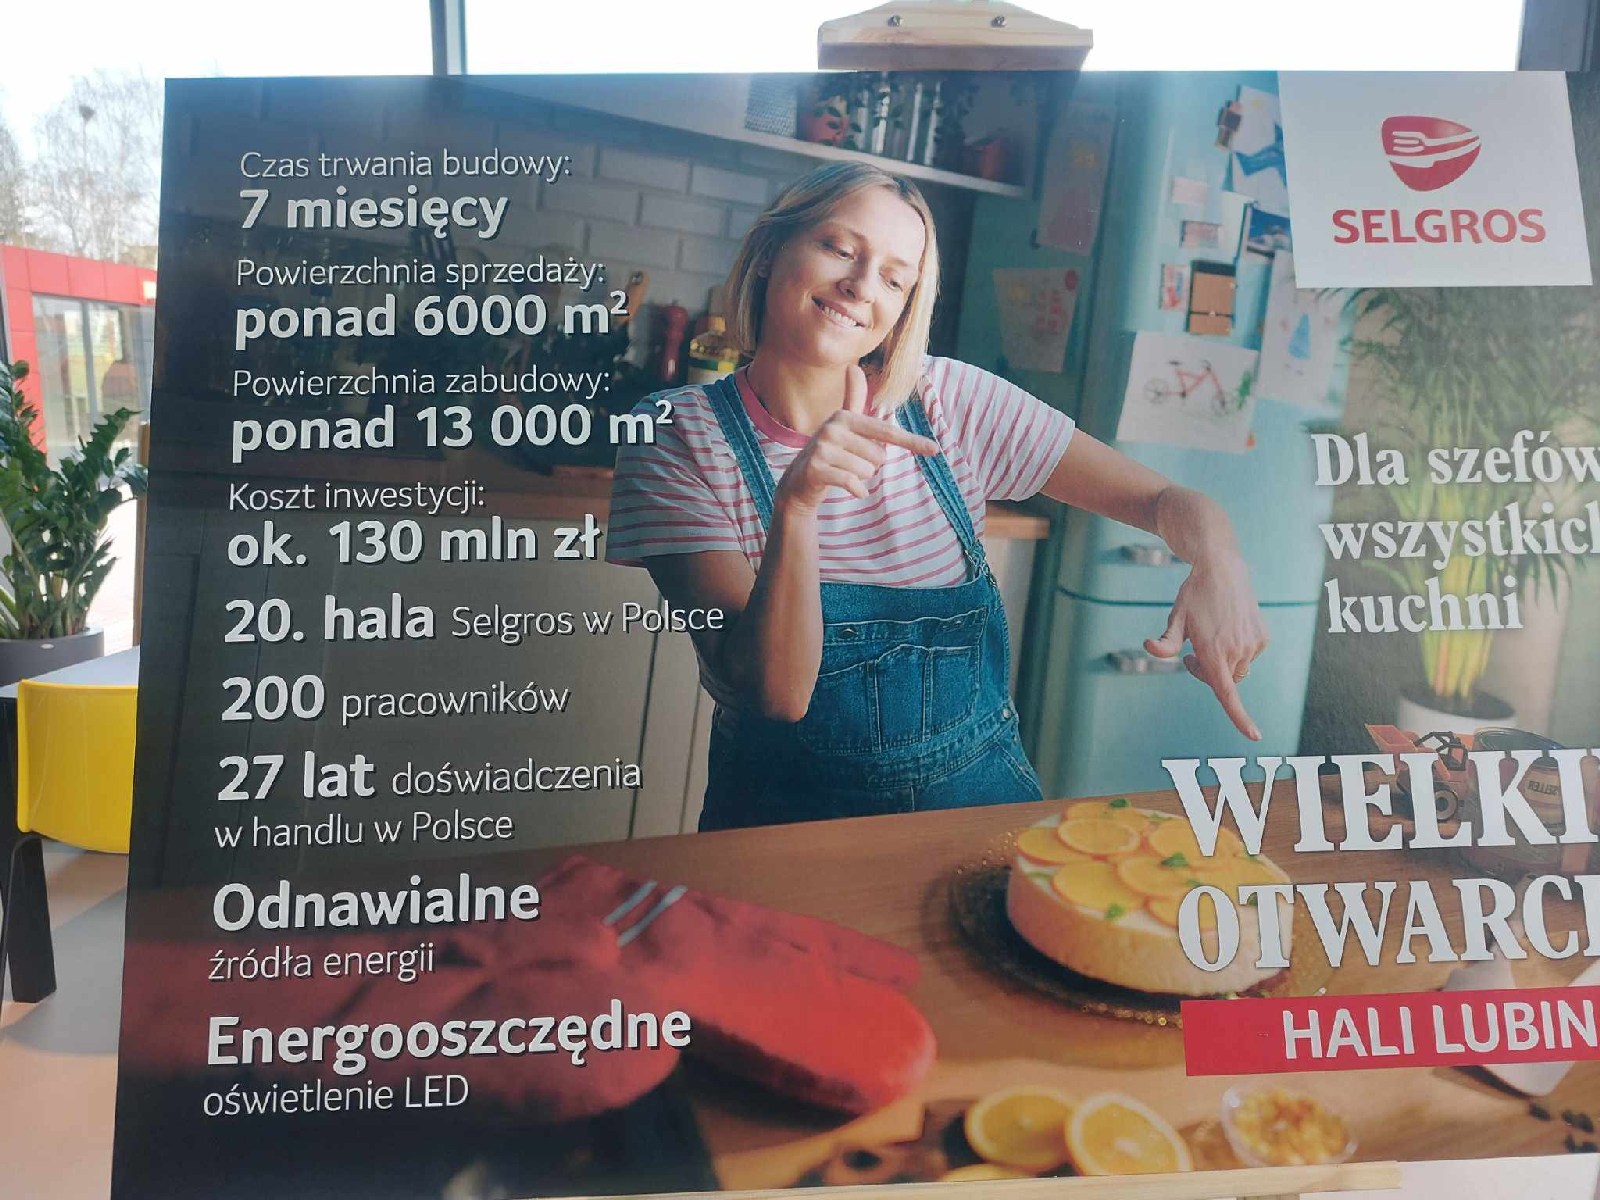 Czas trwania budowy:
7 miesięcy
Powierzchnia sprzedaży:
ponad 6000 m²
Powierzchnia zabudowy:
ponad 13 000 m²
Koszt inwestycji:
ok. 130 mln zł
20. hala Selgros w Polsce
200 pracowników
27 lat doświadczenia
w handlu w Polsce
Odnawialne
źródła energii
Energooszczędne
oświetlenie LED
SELGROS
Dla szefów
wszystkich
kuchni
WIELKI
OTWARCI
HALI LUBIN